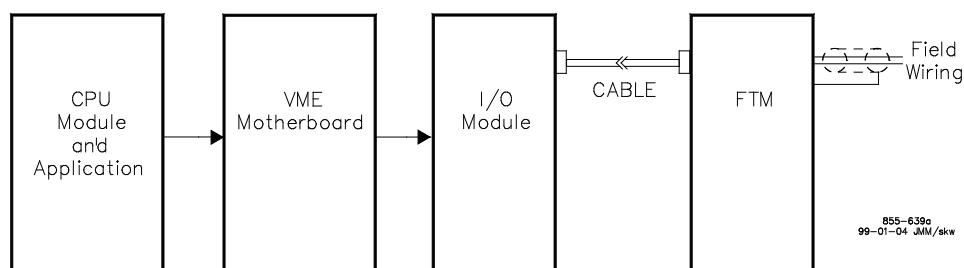 CPU
Module
and
Application
VME
Motherboard
I/O
Module
CABLE
FTM
Field
Wiring
855-639a
99-01-04 JMM/skw